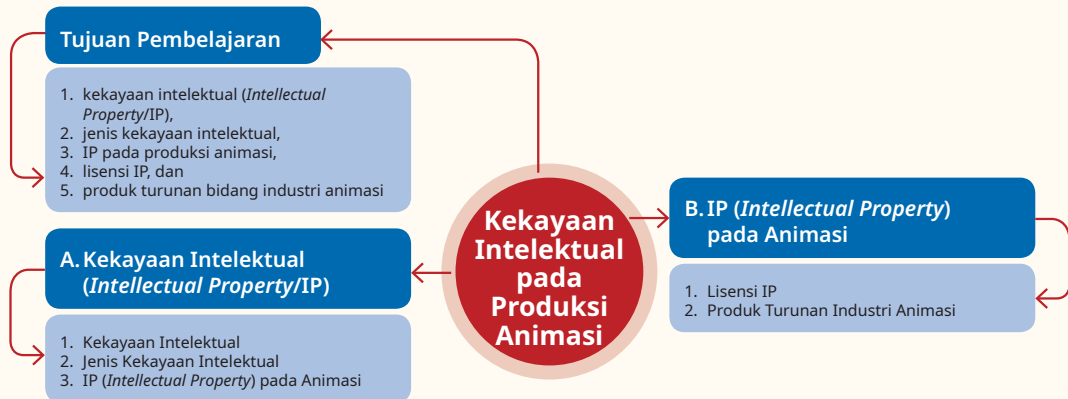 Tujuan Pembelajaran
1. kekayaan intelektual (Intellectual
Property/IP),
2. jenis kekayaan intelektual,
3. IP pada produksi animasi,
4. lisensi IP, dan
5. produk turunan bidang industri animasi
Kekayaan
Intelektual
pada
Produksi
Animasi
A. Kekayaan Intelektual
(Intellectual Property/IP)
1. Kekayaan Intelektual
2. Jenis Kekayaan Intelektual
3. IP (Intellectual Property) pada Animasi
B. IP (Intellectual Property)
pada Animasi
1. Lisensi IP
2. Produk Turunan Industri Animasi